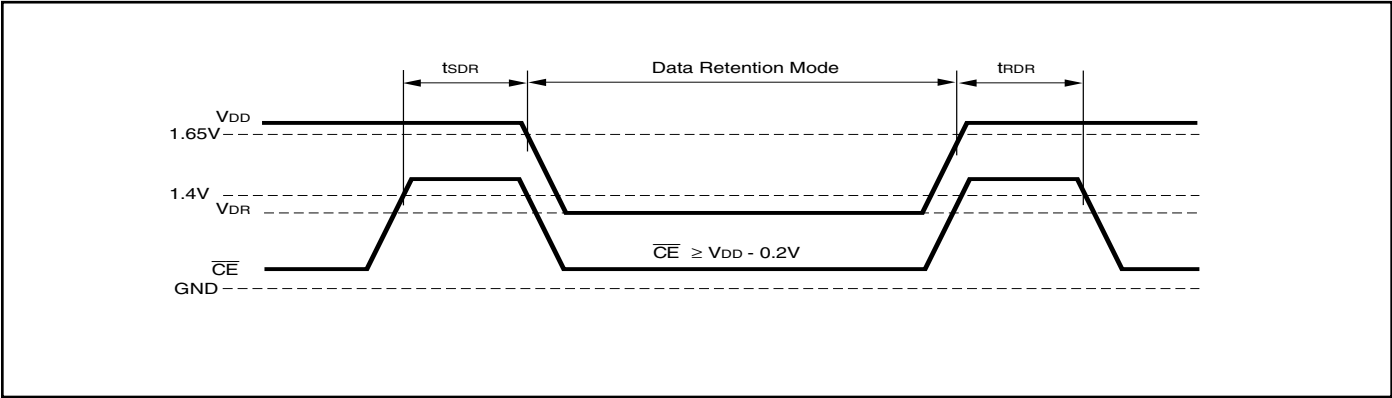 tSDR Data Retention Mode tRDR
VDD
1.65V
1.4V
VDR
CE ≥ VDD - 0.2V
CE
GND